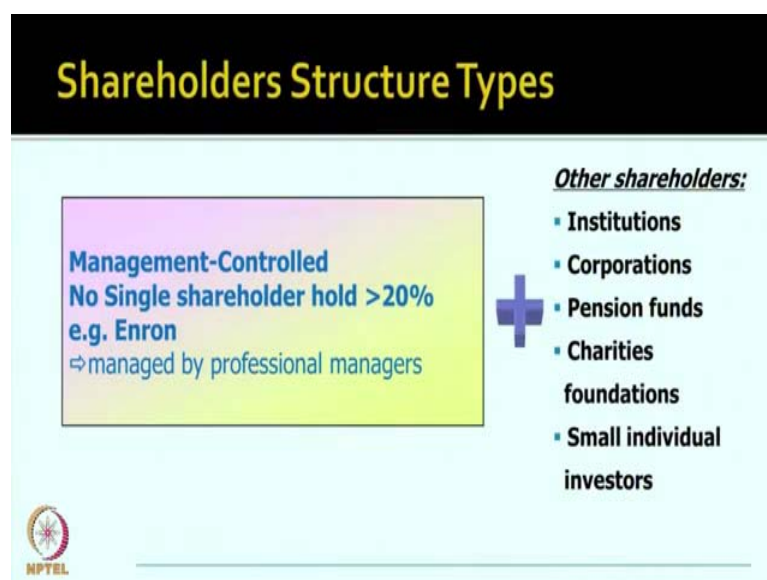 Shareholders Structure Types
Management-Controlled
No Single shareholder hold >20%
e.g. Enron
⇨managed by professional managers
Other shareholders:
▪ Institutions
▪ Corporations
▪ Pension funds
▪ Charities
foundations
▪ Small individual
investors
NPTEL